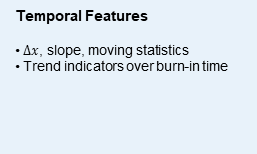 Temporal Features
• Δx, slope, moving statistics
• Trend indicators over burn-in time